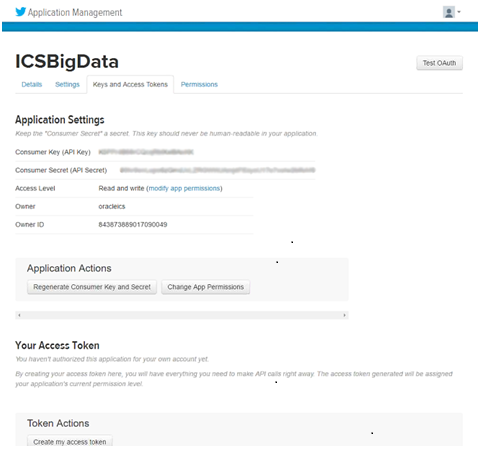 Application Management
ICSBigData
Test OAuth
Details Settings Keys and Access Tokens Permissions
Application Settings
Keep the "Consumer Secret" a secret. This key should never be human-readable in your application.
Consumer Key (API Key)
Consumer Secret (API Secret)
Access Level Read and write (modify app permissions)
Owner oracleics
Owner ID 843873889017090049
Application Actions
Regenerate Consumer Key and Secret Change App Permissions
Your Access Token
You haven't authorized this application for your own account yet.
By creating your access token here, you will have everything you need to make API calls right away. The access token generated will be assigned
your application's current permission level.
Token Actions
Create my access token